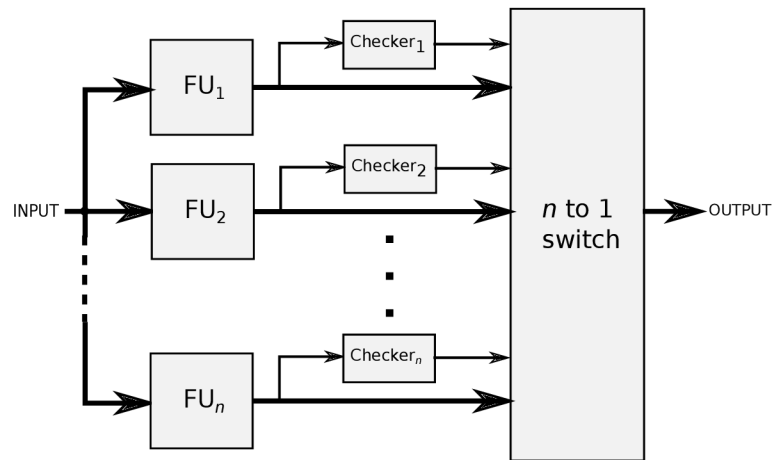 Checker₁
FU₁
Checker₂
INPUT
FU₂
n to 1
switch
OUTPUT
Checkerₙ
FUₙ